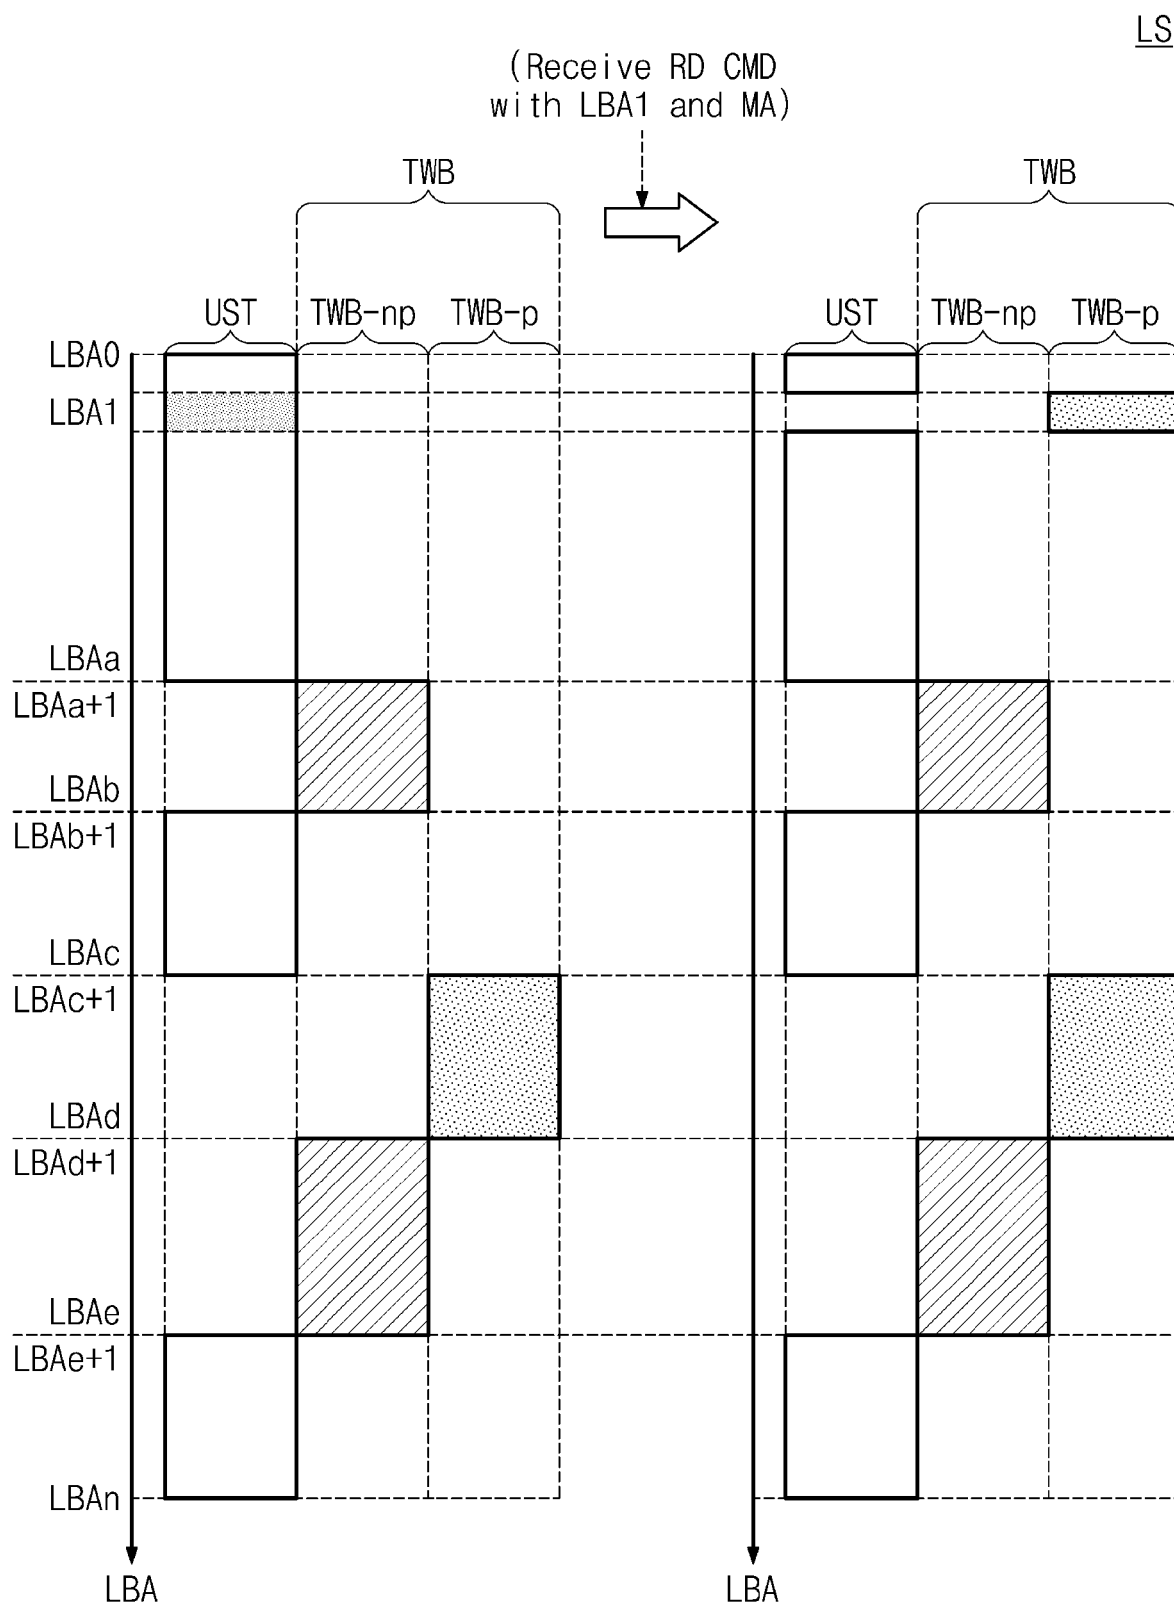 LS
(Receive RD CMD
with LBA1 and MA)
TWB
TWB
UST
TWB-np
TWB-p
UST
TWB-np
TWB-p
LBA0
LBA1
LBAa
LBAa+1
LBAb
LBAb+1
LBAc
LBAc+1
LBAd
LBAd+1
LBAe
LBAe+1
LBAn
LBA
LBA